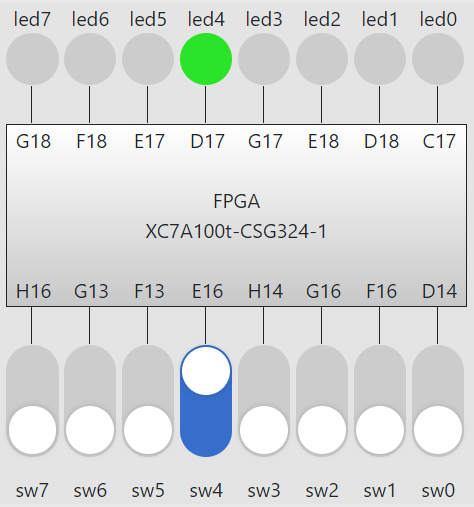 led7 led6 led5 led4 led3 led2 led1 led0
G18 F18 E17 D17 G17 E18 D18 C17
FPGA
XC7A100t-CSG324-1
H16 G13 F13 E16 H14 G16 F16 D14
sw7 sw6 sw5 sw4 sw3 sw2 sw1 sw0